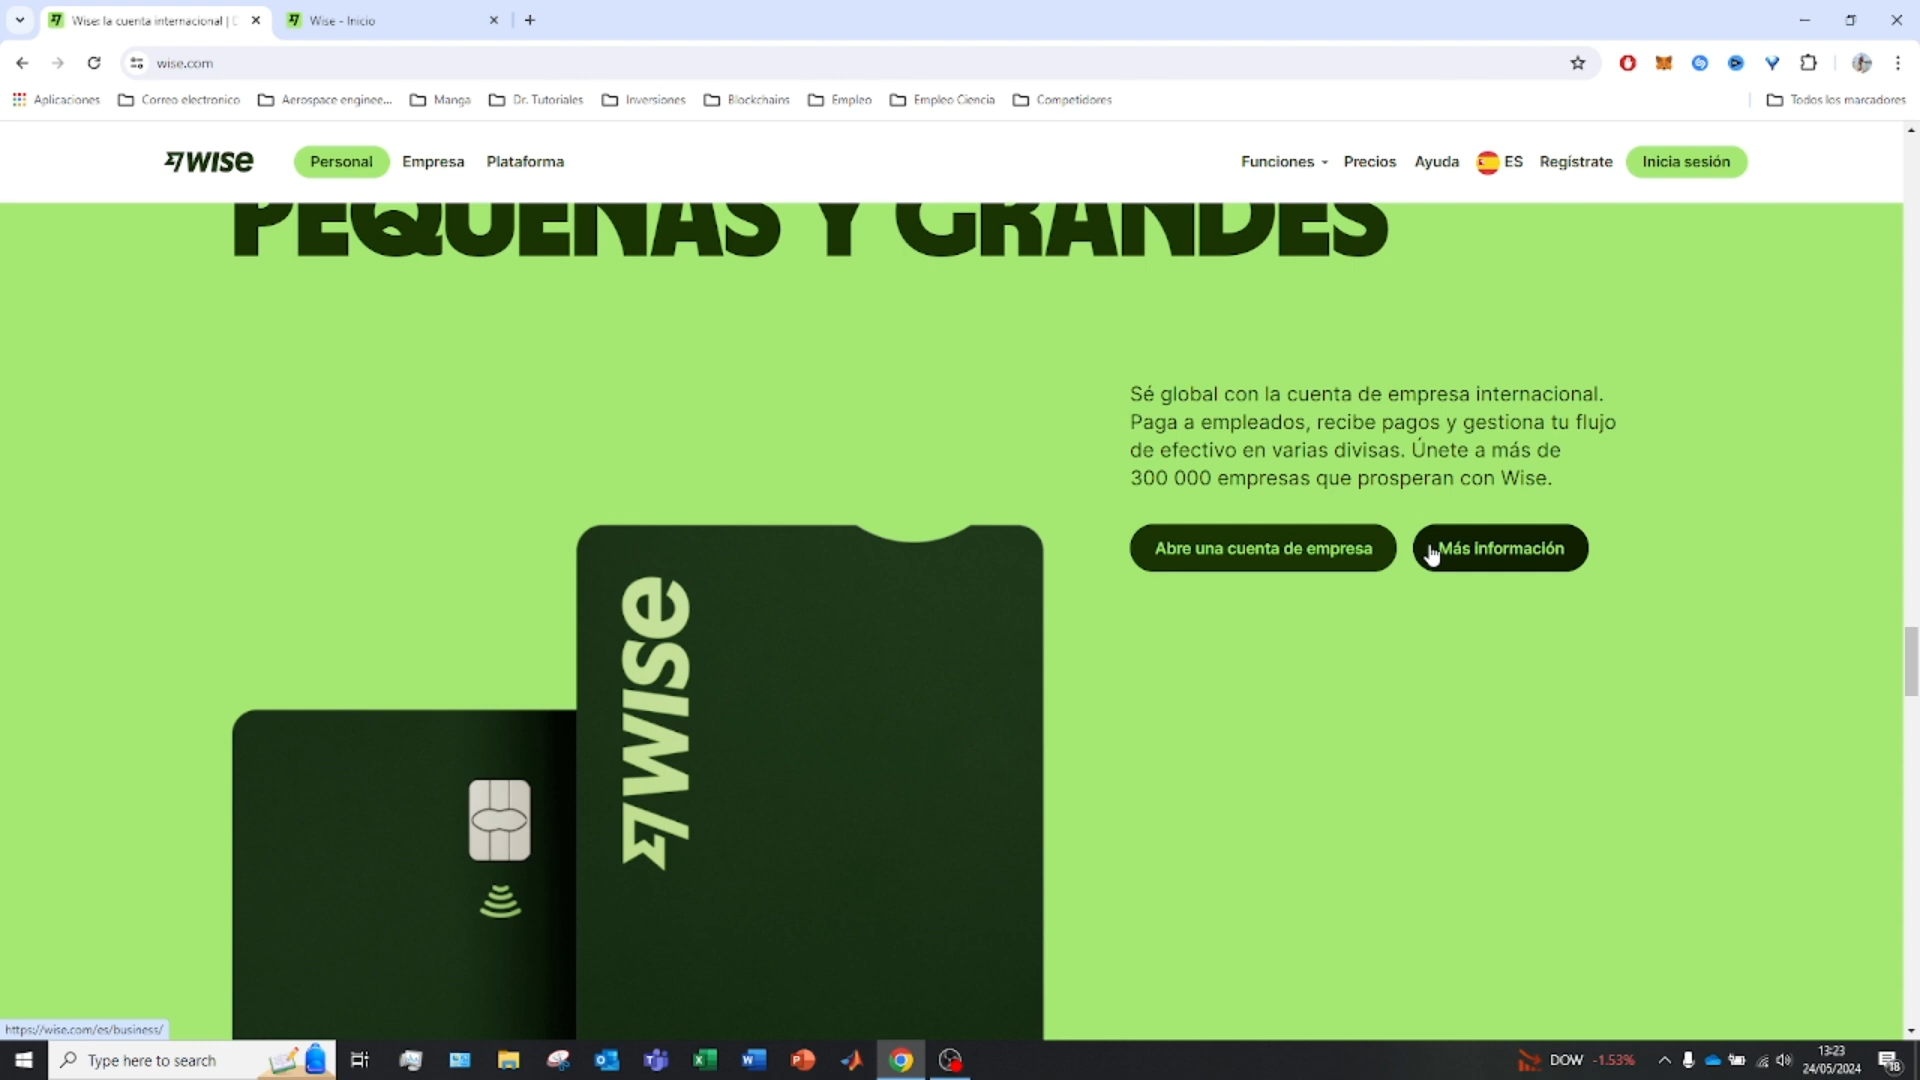 Wise: la cuenta internacional |
Wise - Inicio
wise.com
Aplicaciones
Correo electronico
Aerospace enginee...
Manga
Dr. Tutoriales
Inversiones
Blockchains
Empleo
Empleo Ciencia
Competidores
Todos los marcadores
WISE
Personal
Empresa
Plataforma
Funciones
Precios
Ayuda
ES
Regístrate
Inicia sesión
PEQUEÑAS Y GRANDES
Sé global con la cuenta de empresa internacional.
Paga a empleados, recibe pagos y gestiona tu flujo
de efectivo en varias divisas. Únete a más de
300 000 empresas que prosperan con Wise.
Abre una cuenta de empresa
Más información
WISE
https://wise.com/es/business/
Type here to search
DOW -1.53%
13:23
24/05/2024
18